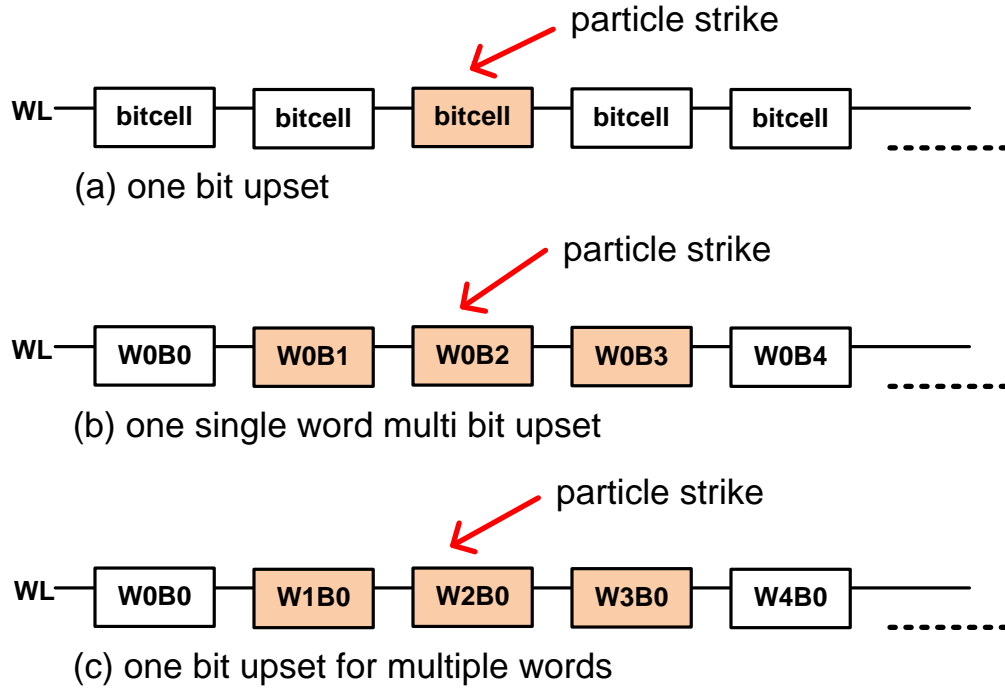 particle strike
WL bitcell bitcell bitcell bitcell bitcell
(a) one bit upset
particle strike
WL W0B0 W0B1 W0B2 W0B3 W0B4
(b) one single word multi bit upset
particle strike
WL W0B0 W1B0 W2B0 W3B0 W4B0
(c) one bit upset for multiple words